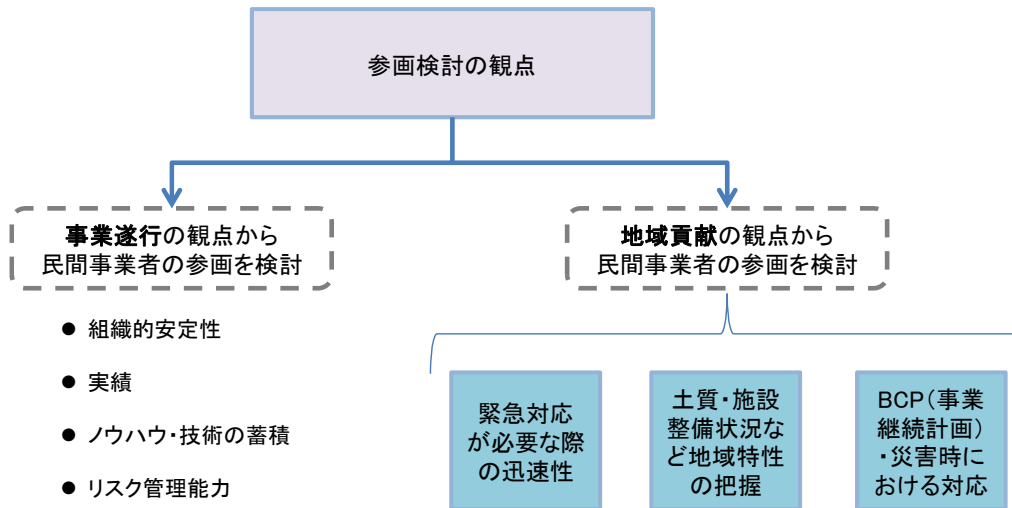 参画検討の観点
事業遂行の観点から
民間事業者の参画を検討
● 組織的安定性
● 実績
● ノウハウ・技術の蓄積
● リスク管理能力
地域貢献の観点から
民間事業者の参画を検討
緊急対応
が必要な際
の迅速性
土質・施設
整備状況な
ど地域特性
の把握
BCP(事業
継続計画)
・災害時に
おける対応